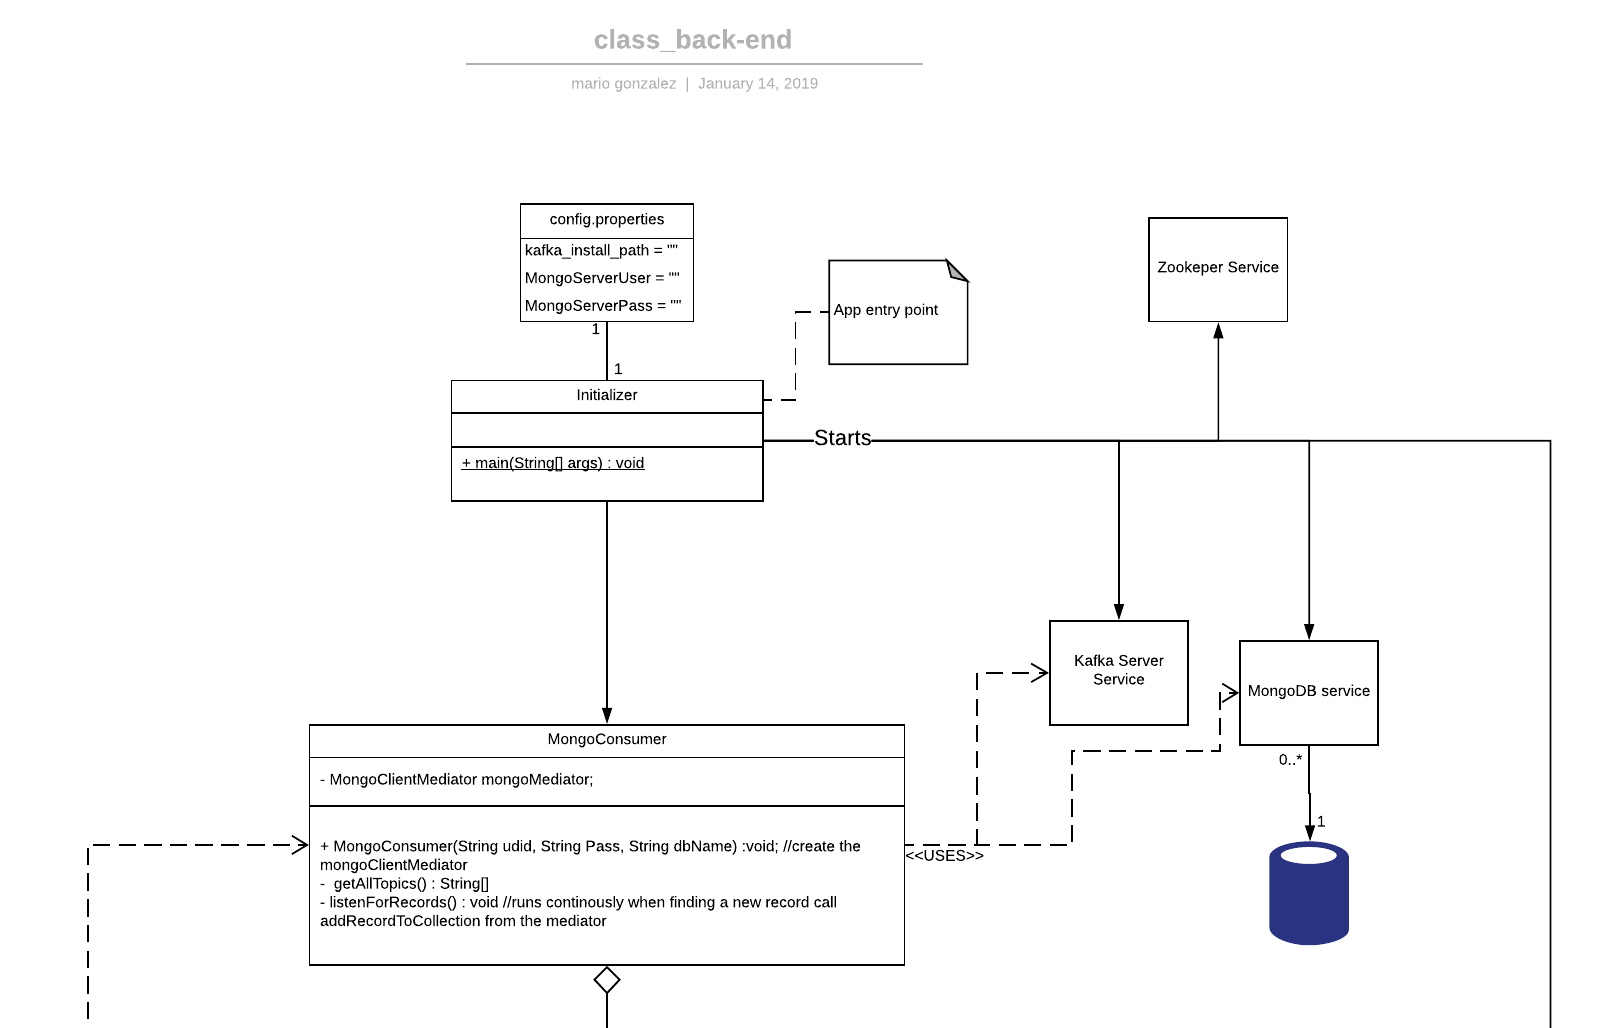 class_back-end
mario gonzalez | January 14, 2019
config.properties
kafka_install_path = ""
MongoServerUser = ""
MongoServerPass = ""
1
1
App entry point
Zookeper Service
Initializer
+ main(String[] args) : void
Starts
Kafka Server
Service
MongoDB service
0..*
1
MongoConsumer
- MongoClientMediator mongoMediator;
+ MongoConsumer(String udid, String Pass, String dbName) :void; //create the
mongoClientMediator
- getAllTopics() : String[]
- listenForRecords() : void //runs continously when finding a new record call
addRecordToCollection from the mediator
<<USES>>